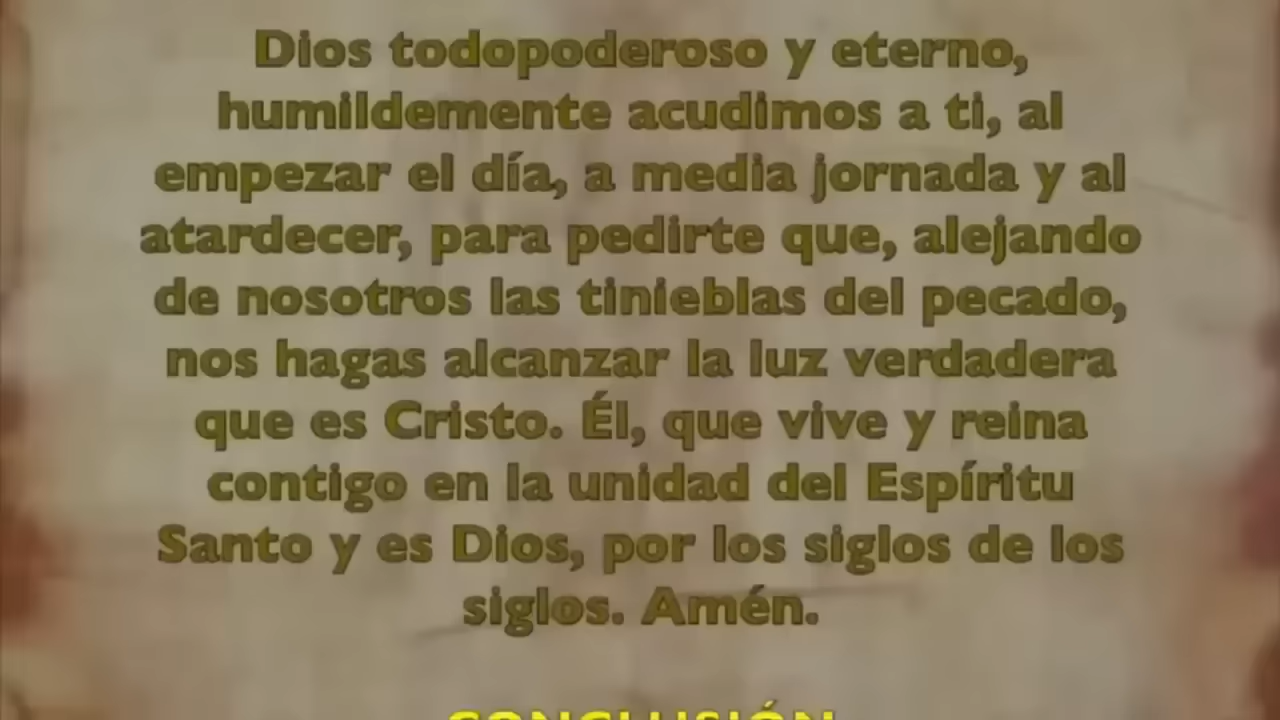 Dios todopoderoso y eterno,
humildemente acudimos a ti, al
empezar el día, a media jornada y al
atardecer, para pedirte que, alejando
de nosotros las tinieblas del pecado,
nos hagas alcanzar la luz verdadera
que es Cristo. Él, que vive y reina
contigo en la unidad del Espíritu
Santo y es Dios, por los siglos de los
siglos. Amén.
CONCLUSIÓN